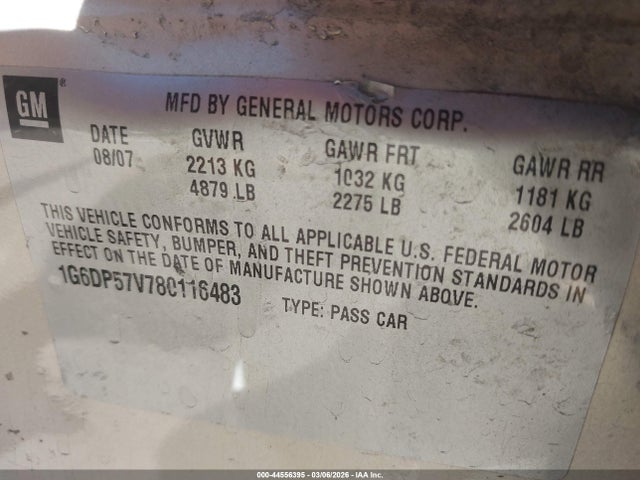 GM ®
MFD BY GENERAL MOTORS CORP.
DATE GVWR GAWR FRT GAWR RR
08/07 2213 KG 1032 KG 1181 KG
4879 LB 2275 LB 2604 LB
THIS VEHICLE CONFORMS TO ALL APPLICABLE U.S. FEDERAL MOTOR
VEHICLE SAFETY, BUMPER, AND THEFT PREVENTION STANDARDS IN
EFFECT ON THE DATE OF MANUFACTURE SHOWN ABOVE.
1G6DP57V780116483 TYPE: PASS CAR
000-44556395 | 03/06/2026 - IAA Inc.